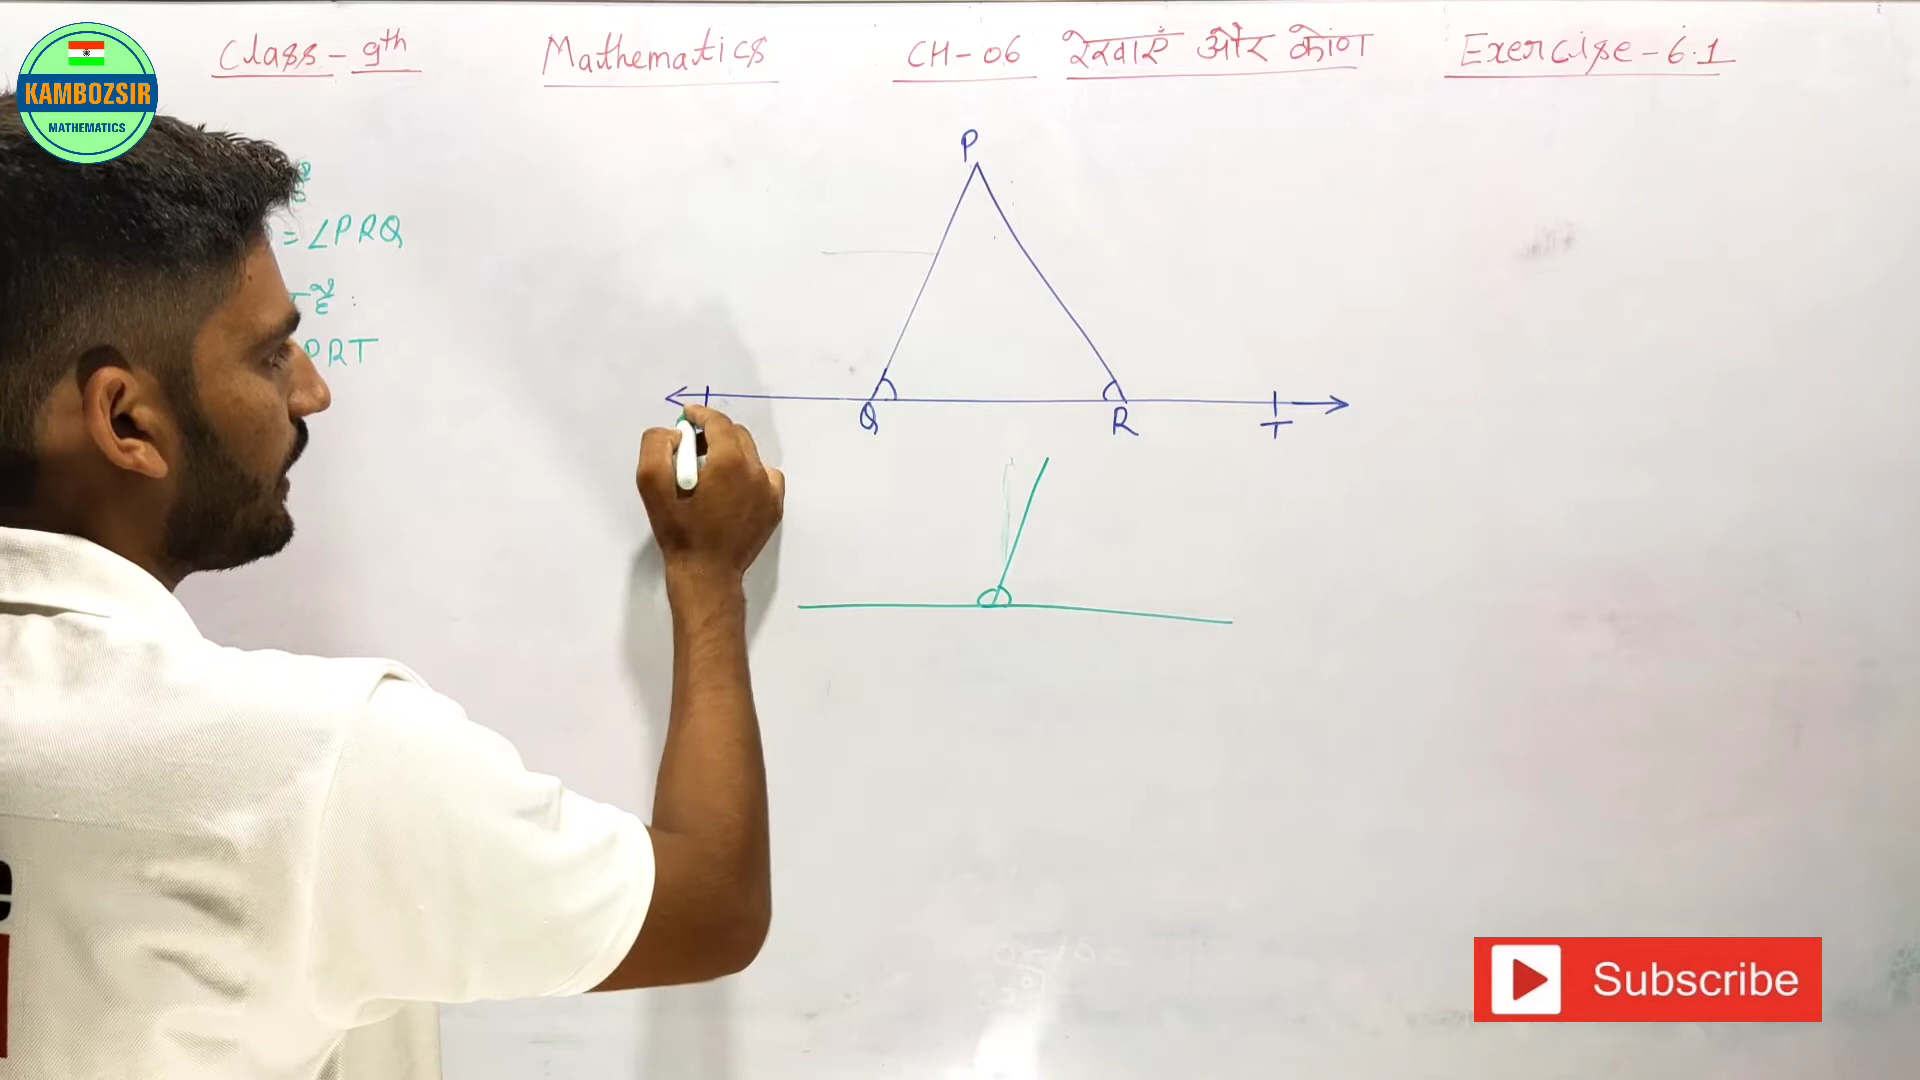 Class - 9th Mathematics CH-06 रेखाएं और कोण Exercise-6.1
KAMBOZSIR
MATHEMATICS
P
है
= ∠PRQ
है :
PRT
Q R T
Subscribe